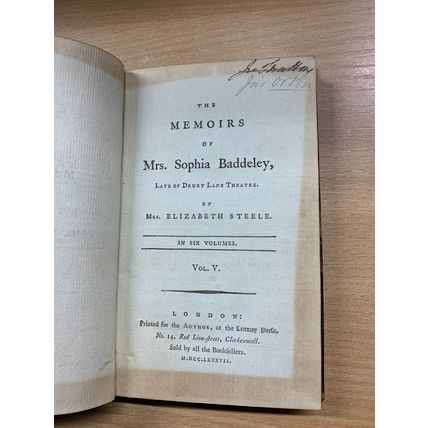 THE
MEMOIRS
OF
Mrs. Sophia Baddeley,
LATE OF DRURY LANE THEATRE.
BY
MRS. ELIZABETH STEELE.
IN SIX VOLUMES.
VOL. V.
LONDON:
Printed for the AUTHOR, at the Literary Press,
No. 14, Red Lion-street, Clerkenwell.
Sold by all the Booksellers.
M.DCC.LXXXVII.